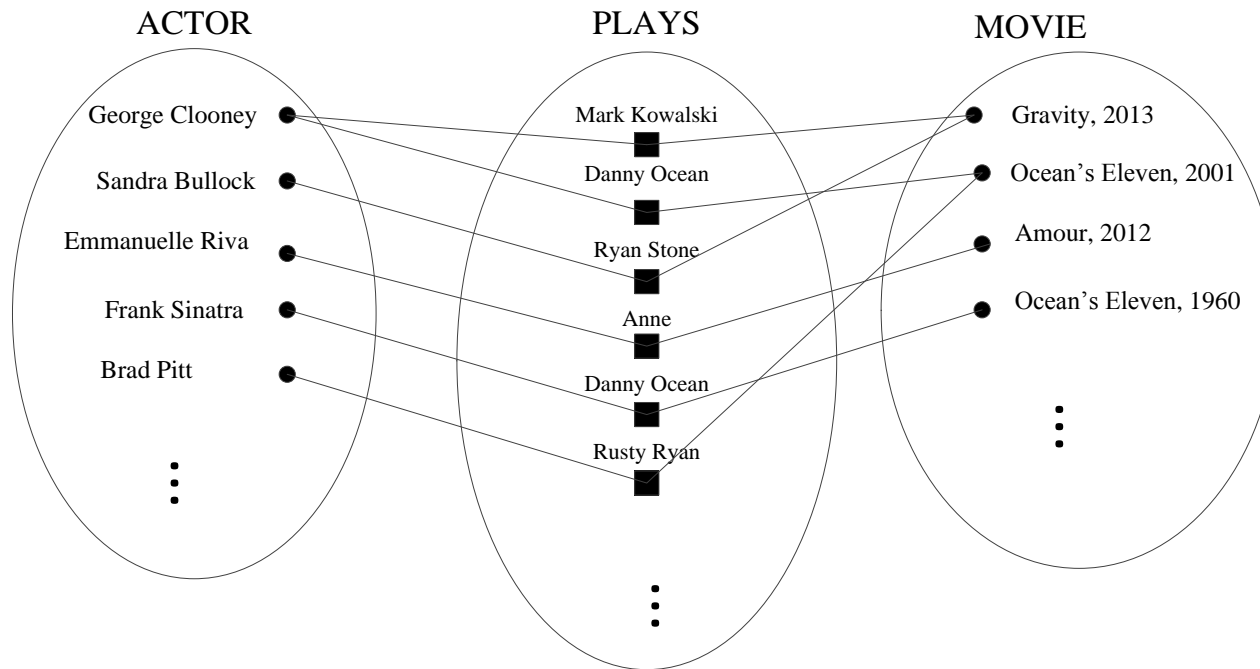 ACTOR
George Clooney
Sandra Bullock
Emmanuelle Riva
Frank Sinatra
Brad Pitt
PLAYS
Mark Kowalski
Danny Ocean
Ryan Stone
Anne
Danny Ocean
Rusty Ryan
MOVIE
Gravity, 2013
Ocean’s Eleven, 2001
Amour, 2012
Ocean’s Eleven, 1960